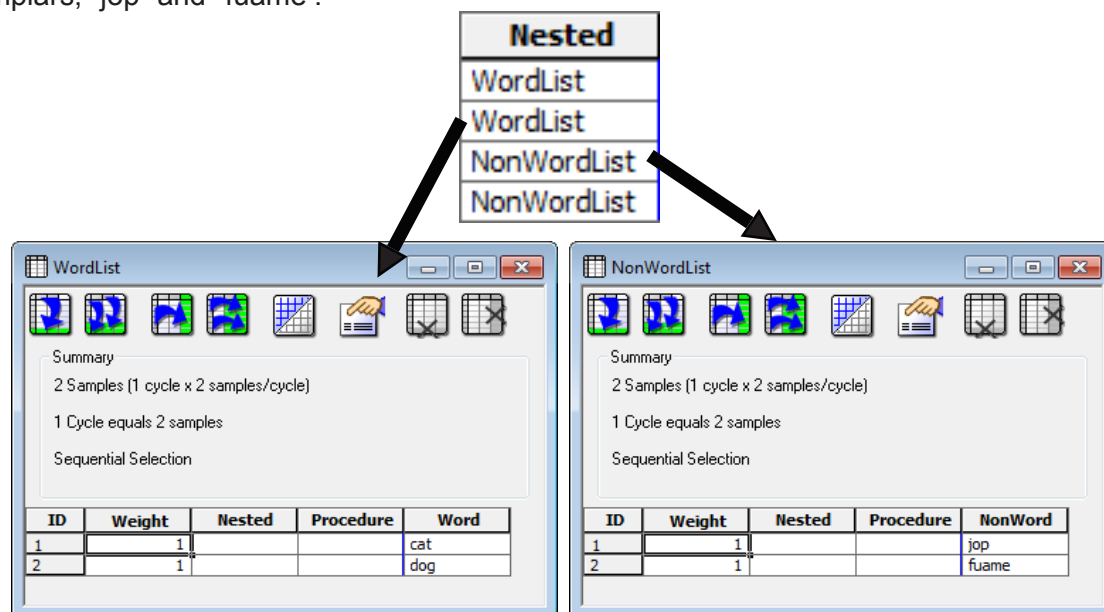 "jop" and "fuame".
Nested
WordList
WordList
NonWordList
NonWordList
WordList
Summary
2 Samples (1 cycle x 2 samples/cycle)
1 Cycle equals 2 samples
Sequential Selection
ID Weight Nested Procedure Word
1 1 cat
2 1 dog
NonWordList
Summary
2 Samples (1 cycle x 2 samples/cycle)
1 Cycle equals 2 samples
Sequential Selection
ID Weight Nested Procedure NonWord
1 1 jop
2 1 fuame